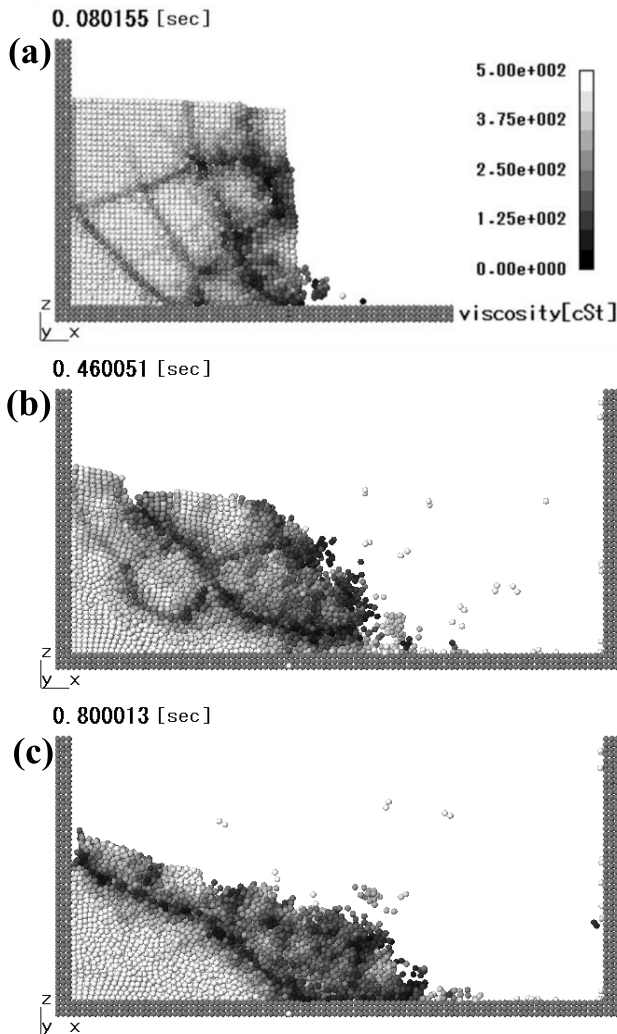 0.080155 [sec]
(a)
5.00e+002
3.75e+002
2.50e+002
1.25e+002
0.00e+000
viscosity[cSt]
z
y x
0.460051 [sec]
(b)
z
y x
0.800013 [sec]
(c)
z
y x